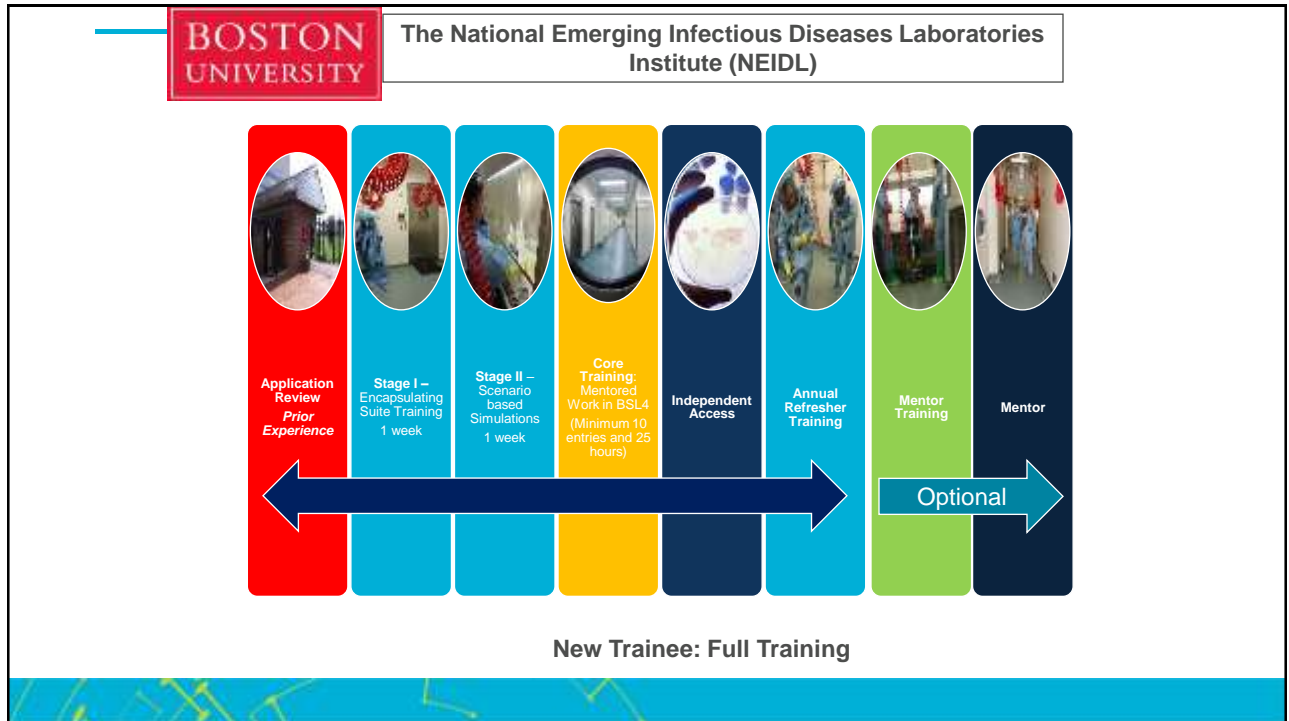 BOSTON
UNIVERSITY
The National Emerging Infectious Diseases Laboratories
Institute (NEIDL)
Application
Review
Prior
Experience
Stage I –
Encapsulating
Suite Training
1 week
Stage II –
Scenario
based
Simulations
1 week
Core
Training:
Mentored
Work in BSL4
(Minimum 10
entries and 25
hours)
Independent
Access
Annual
Refresher
Training
Mentor
Training
Mentor
Optional
New Trainee: Full Training